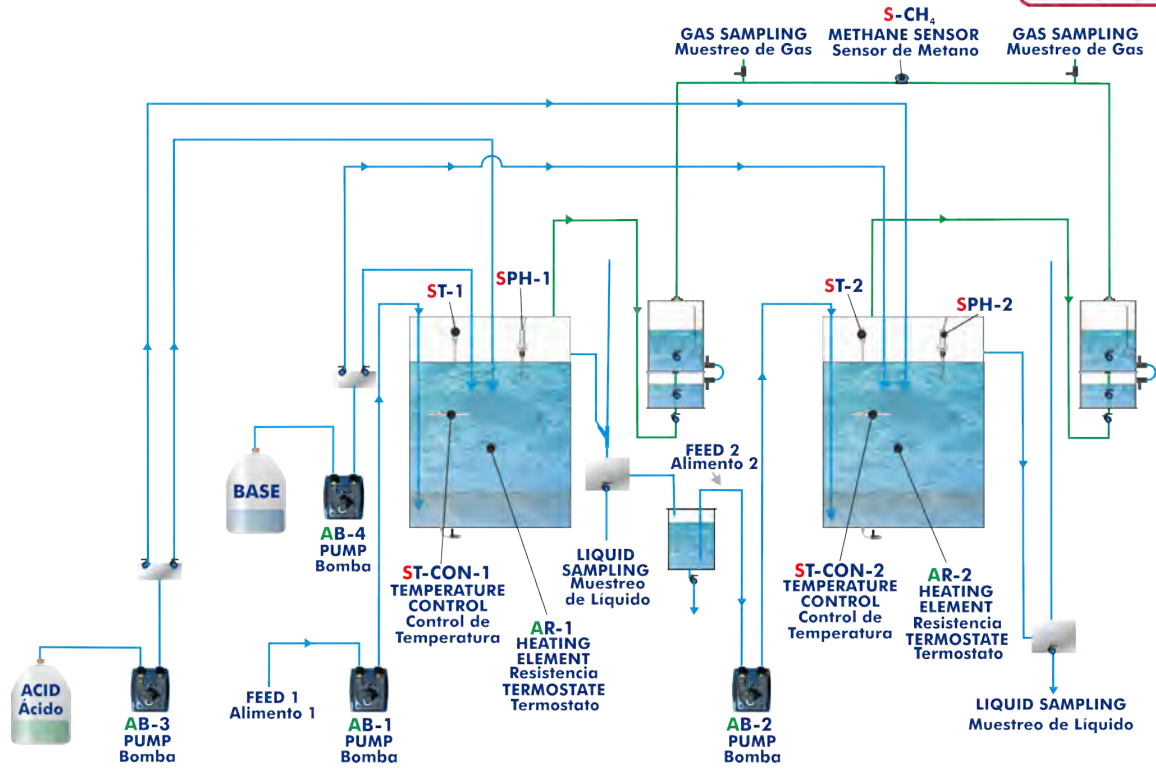 S-CH4
METHANE SENSOR
Sensor de Metano
GAS SAMPLING
Muestreo de Gas
GAS SAMPLING
Muestreo de Gas
ST-1
SPH-1
ST-2
SPH-2
FEED 2
Alimento 2
BASE
AB-4
PUMP
Bomba
ST-CON-1
TEMPERATURE
CONTROL
Control de
Temperatura
LIQUID
SAMPLING
Muestreo
de Líquido
ST-CON-2
TEMPERATURE
CONTROL
Control de
Temperatura
AR-2
HEATING
ELEMENT
Resistencia
TERMOSTATE
Termostato
AR-1
HEATING
ELEMENT
Resistencia
TERMOSTATE
Termostato
ACID
Ácido
AB-3
PUMP
Bomba
FEED 1
Alimento 1
AB-1
PUMP
Bomba
AB-2
PUMP
Bomba
LIQUID SAMPLING
Muestreo de Líquido